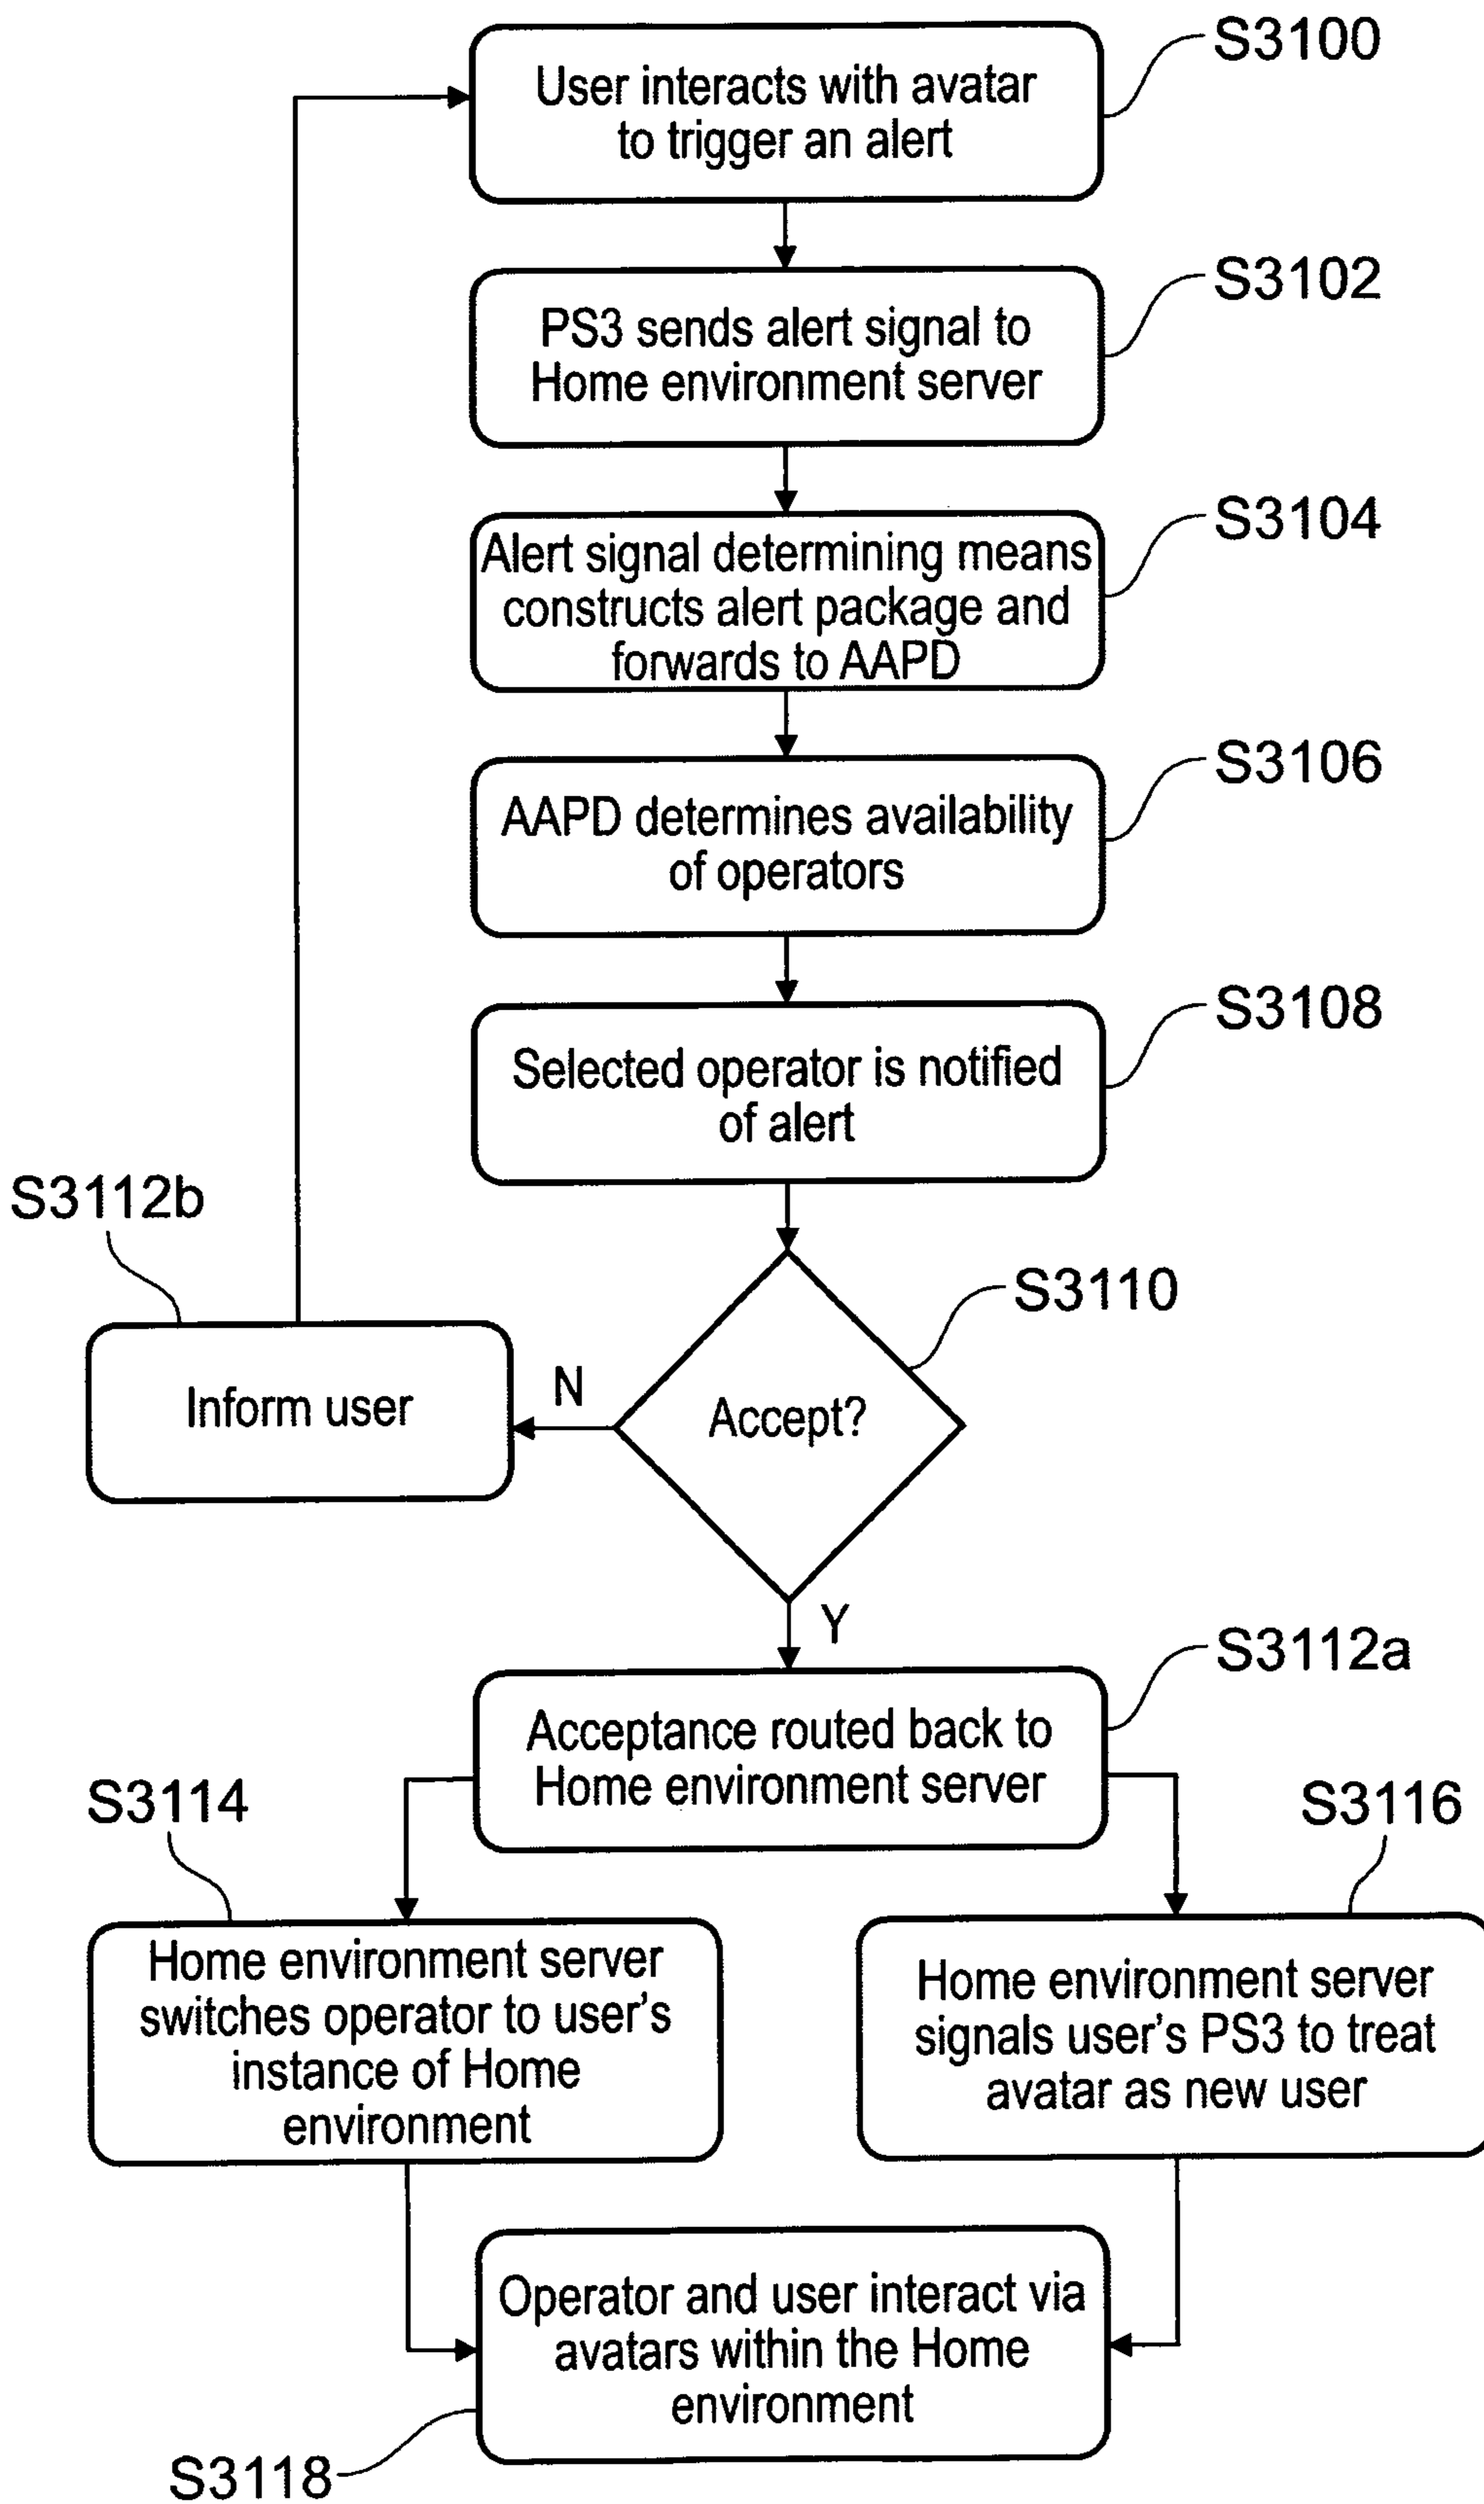 S3100
User interacts with avatar
to trigger an alert
S3102
PS3 sends alert signal to
Home environment server
S3104
Alert signal determining means
constructs alert package and
forwards to AAPD
S3106
AAPD determines availability
of operators
S3108
Selected operator is notified
of alert
S3112b
S3110
Inform user
N
Accept?
Y
S3112a
Acceptance routed back to
Home environment server
S3114
S3116
Home environment server
switches operator to user's
instance of Home
environment
Home environment server
signals user's PS3 to treat
avatar as new user
Operator and user interact via
avatars within the Home
environment
S3118